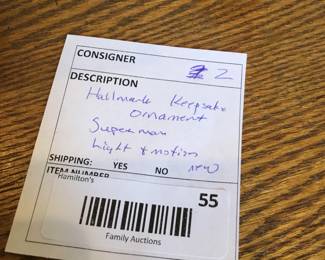 CONSIGNER 2
DESCRIPTION
Hallmark Keepsake
ornament
Superman
Light & motion
SHIPPING: YES NO new
ITEM NUMBER
Hamilton's 55
Family Auctions